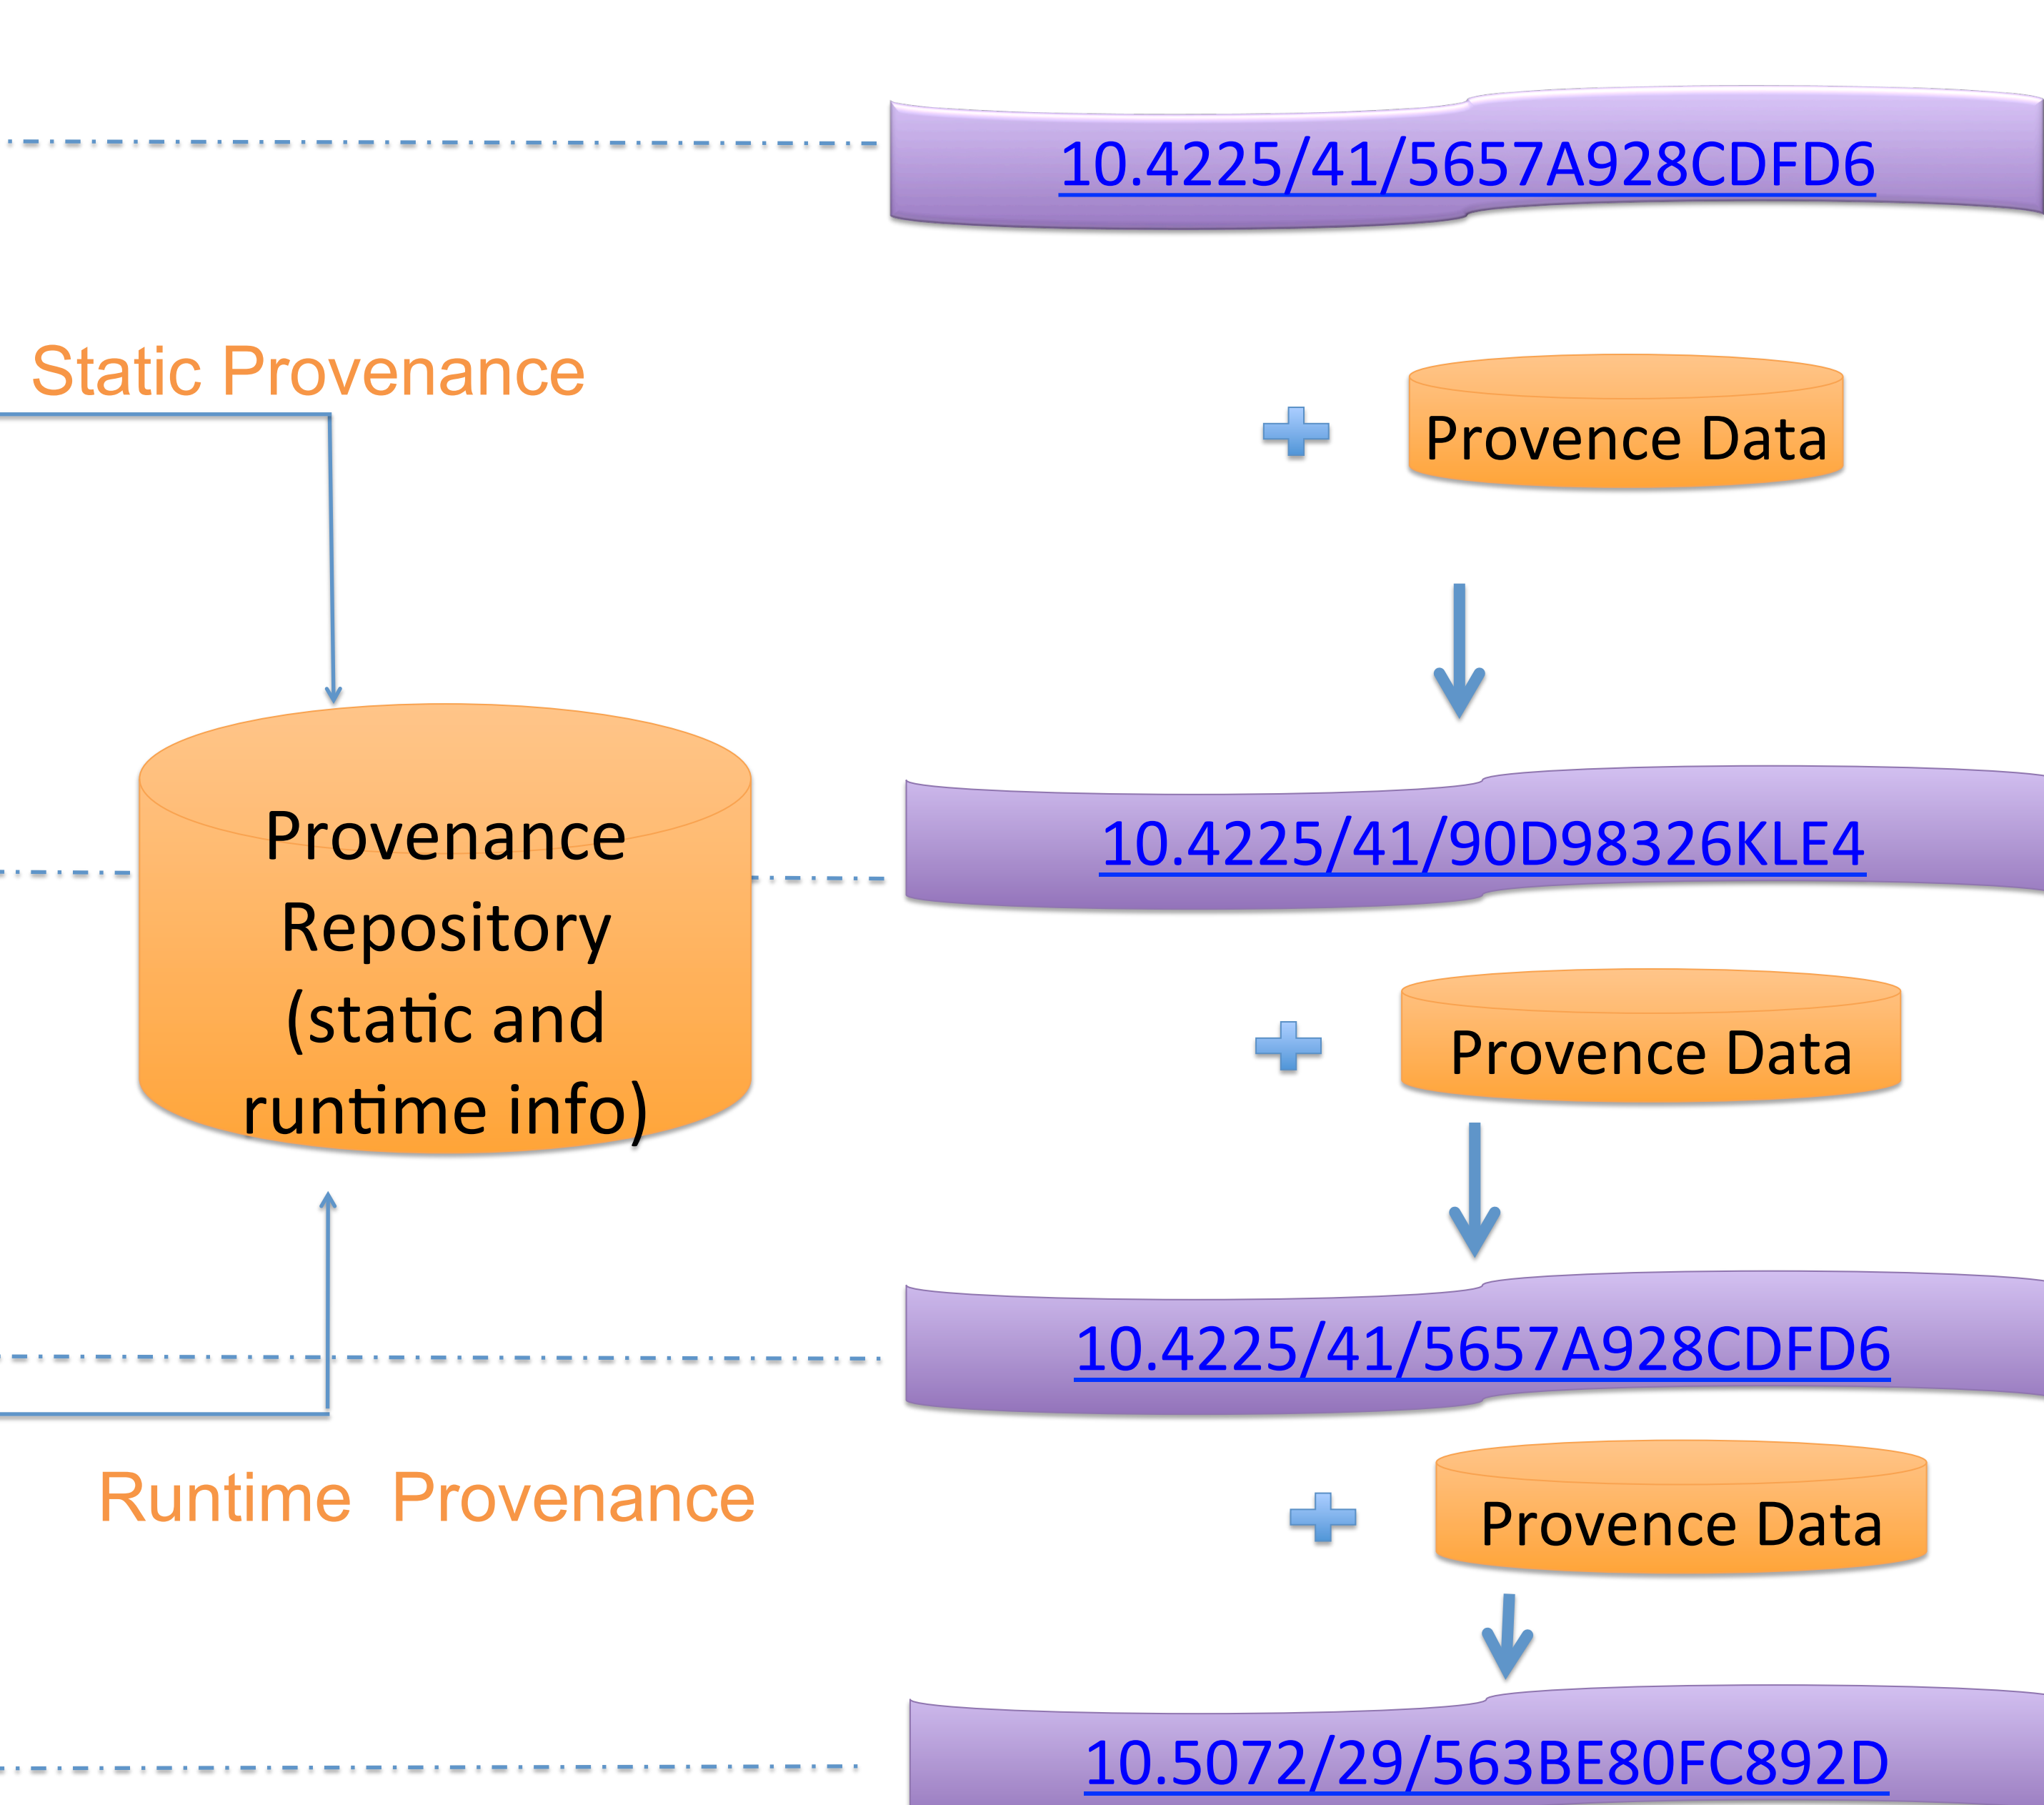 10.4225/41/5657A928CDFD6
Static Provenance
Provence Data
Provenance
Repository
(static and
runtime info)
10.4225/41/90D98326KLE4
Provence Data
10.4225/41/5657A928CDFD6
Runtime Provenance
Provence Data
10.5072/29/563BE80FC892D